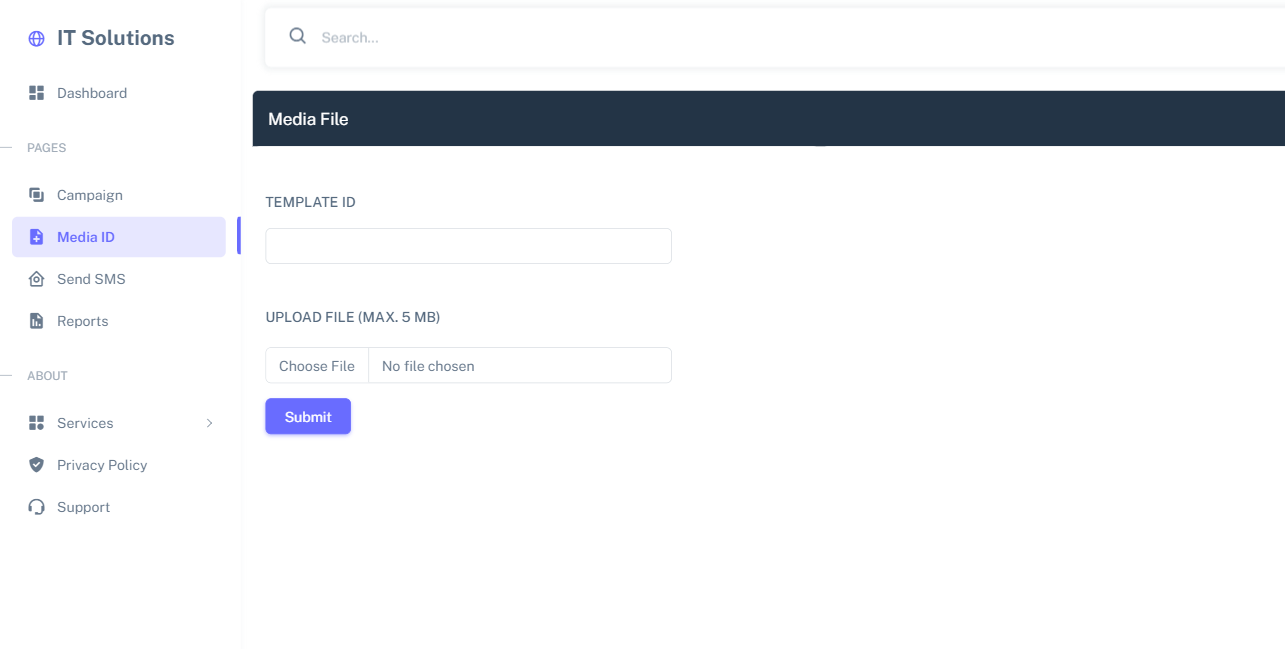 IT Solutions
Dashboard
PAGES
Campaign
Media ID
Send SMS
Reports
ABOUT
Services
Privacy Policy
Support
Search...
Media File
TEMPLATE ID
UPLOAD FILE (MAX. 5 MB)
Choose File No file chosen
Submit